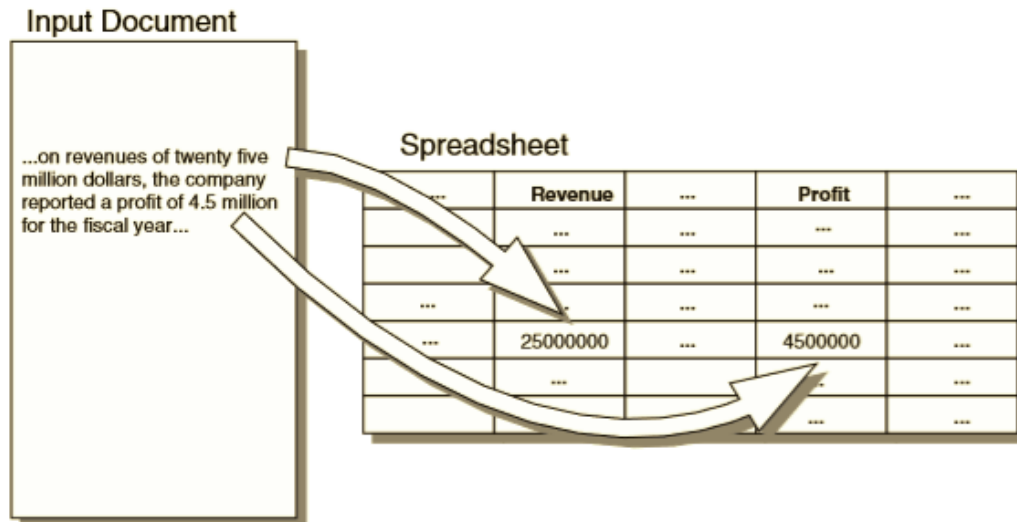 Input Document
...on revenues of twenty five
million dollars, the company
reported a profit of 4.5 million
for the fiscal year...
Spreadsheet
... Revenue ... Profit ...
... ... ... ...
... ... ... ...
... ... ... ... ...
... 25000000 ... 4500000 ...
... ... ... ...
... ...